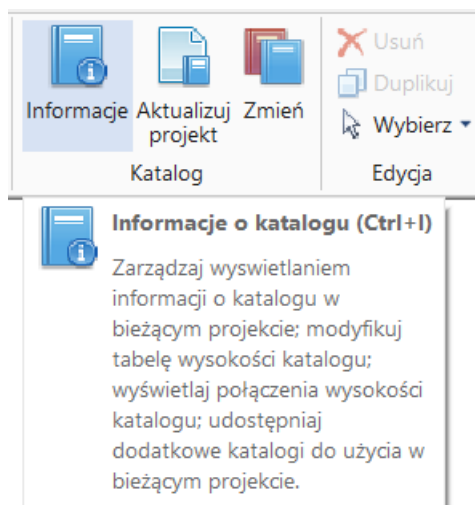 Informacje
Aktualizuj projekt
Zmień
Katalog
Usuń
Duplikuj
Wybierz
Edycja
Informacje o katalogu (Ctrl+I)
Zarządzaj wyswietlaniem
informacji o katalogu w
bieżącym projekcie; modyfikuj
tabelę wysokości katalogu;
wyświetlaj połączenia wysokości
katalogu; udostępniaj
dodatkowe katalogi do użycia w
bieżącym projekcie.